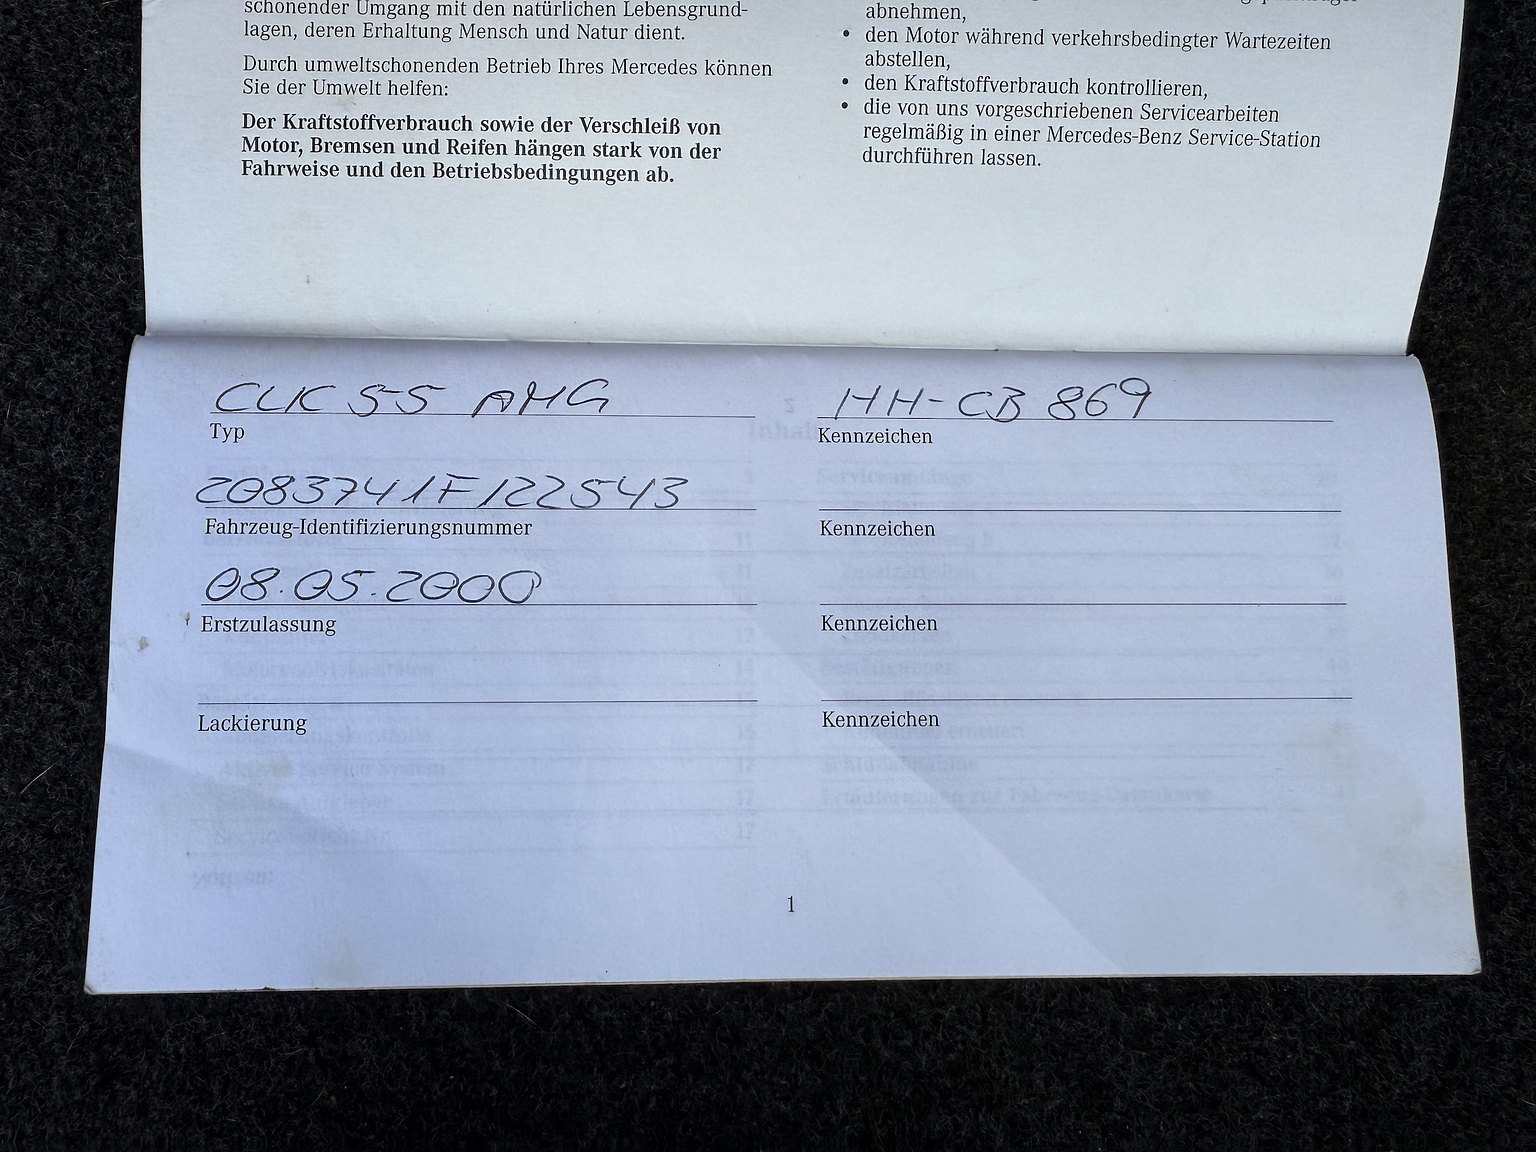 schonender Umgang mit den natürlichen Lebensgrund-
lagen, deren Erhaltung Mensch und Natur dient.
Durch umweltschonenden Betrieb Ihres Mercedes können
Sie der Umwelt helfen:
Der Kraftstoffverbrauch sowie der Verschleiß von
Motor, Bremsen und Reifen hängen stark von der
Fahrweise und den Betriebsbedingungen ab.
abnehmen,
• den Motor während verkehrsbedingter Wartezeiten
abstellen,
• den Kraftstoffverbrauch kontrollieren,
• die von uns vorgeschriebenen Servicearbeiten
regelmäßig in einer Mercedes-Benz Service-Station
durchführen lassen.
CLK 55 AMG
Typ
2083741F122543
Fahrzeug-Identifizierungsnummer
08.05.2000
Erstzulassung
Lackierung
HH-CB 869
Kennzeichen
Kennzeichen
Kennzeichen
Kennzeichen
1